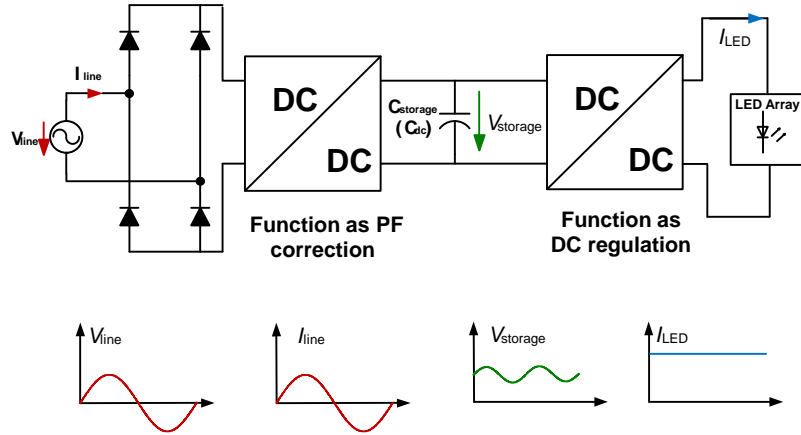 I line
Vline
DC
DC
Cstorage
( Cdc)
Vstorage
DC
DC
ILED
LED Array
Function as PF
correction
Function as
DC regulation
Vline
Iline
Vstorage
ILED